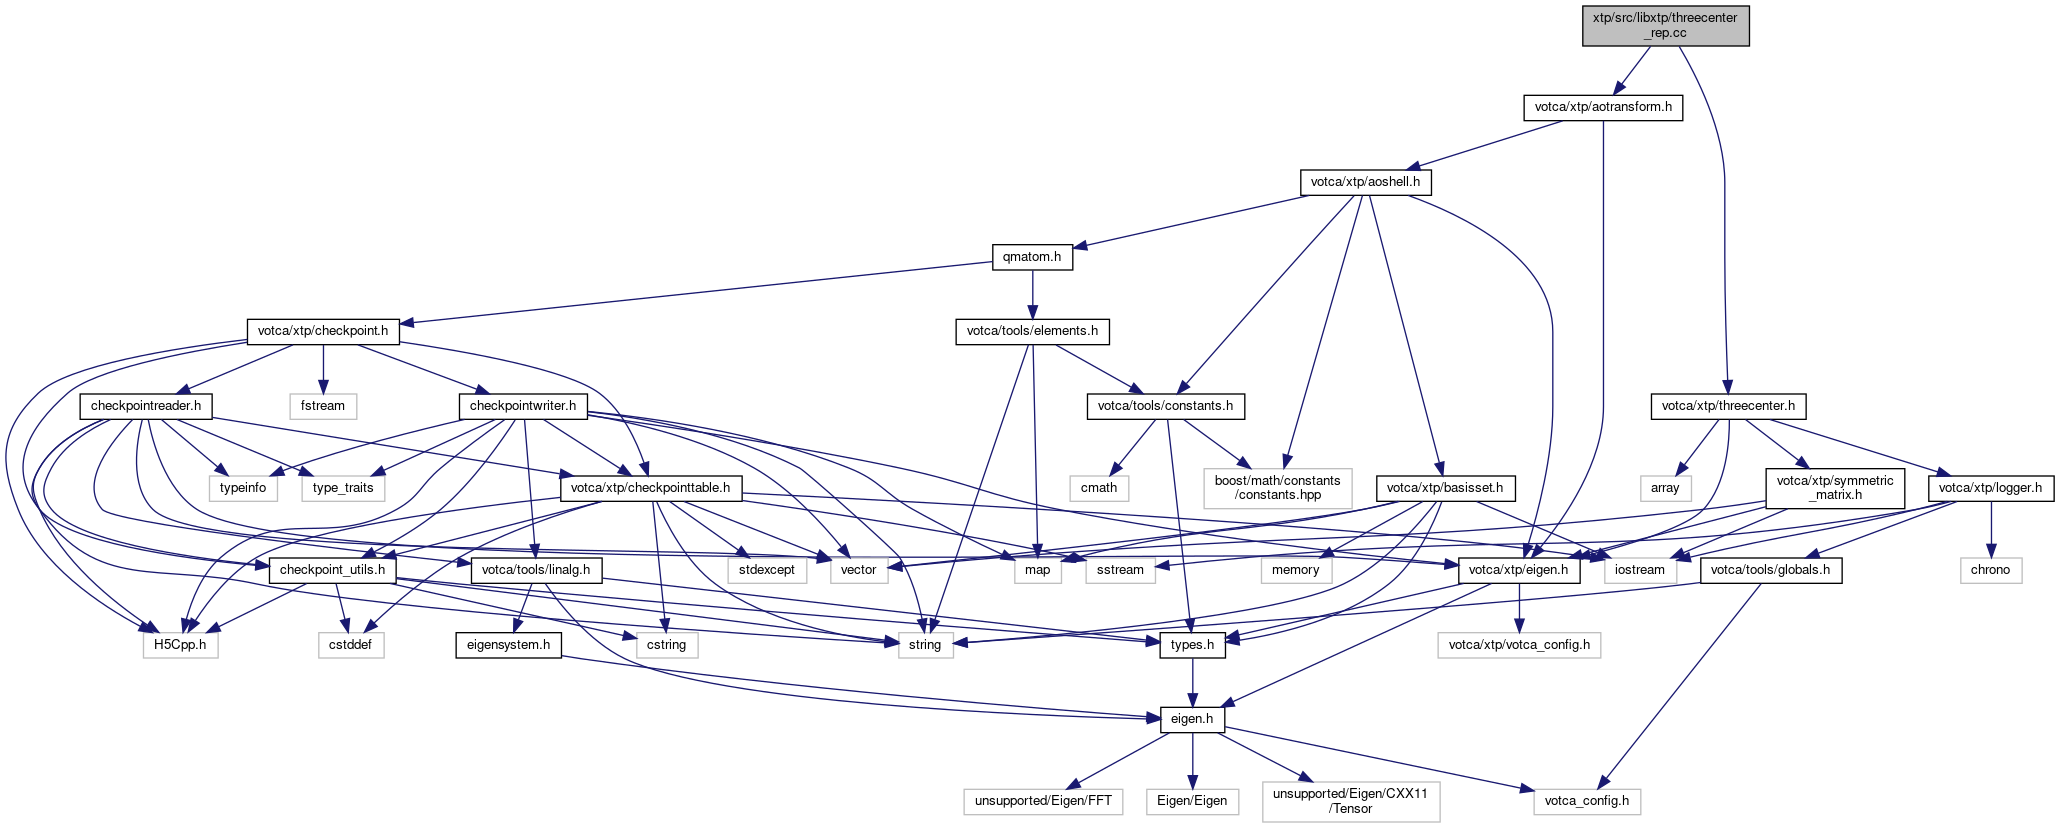 xtp/src/libxtp/threecenter
_rep.cc
votca/xtp/aotransform.h
votca/xtp/aoshell.h
qmatom.h
votca/xtp/checkpoint.h
votca/tools/elements.h
checkpointreader.h
fstream
checkpointwriter.h
votca/tools/constants.h
votca/xtp/threecenter.h
typeinfo
type_traits
votca/xtp/checkpointtable.h
cmath
boost/math/constants
/constants.hpp
votca/xtp/basisset.h
array
votca/xtp/symmetric
_matrix.h
votca/xtp/logger.h
checkpoint_utils.h
votca/tools/linalg.h
stdexcept
vector
map
sstream
memory
votca/xtp/eigen.h
iostream
votca/tools/globals.h
chrono
H5Cpp.h
cstddef
eigensystem.h
cstring
string
types.h
votca/xtp/votca_config.h
eigen.h
unsupported/Eigen/FFT
Eigen/Eigen
unsupported/Eigen/CXX11
/Tensor
votca_config.h